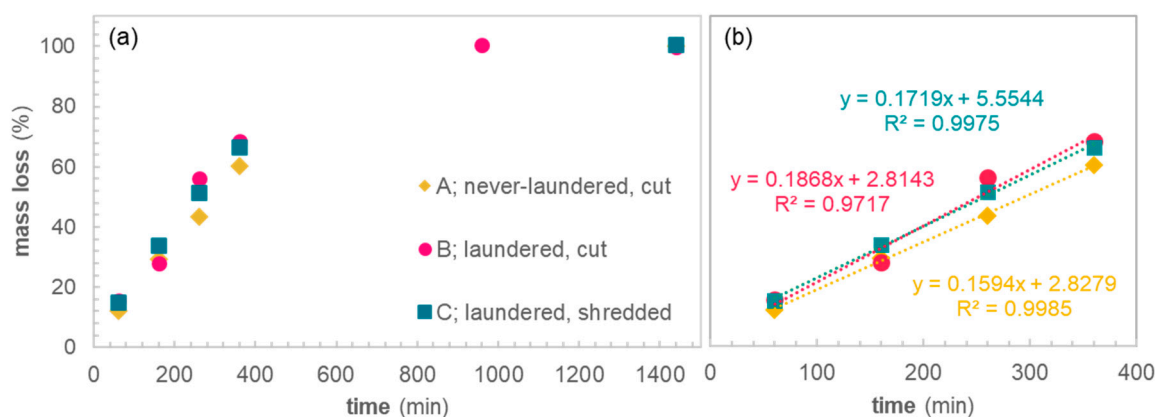 (a)
mass loss (%)
100
80
60
40
20
0
A; never-laundered, cut
B; laundered, cut
C; laundered, shredded
0 200 400 600 800 1000 1200 1400
time (min)
(b)
y = 0.1719x + 5.5544
R² = 0.9975
y = 0.1868x + 2.8143
R² = 0.9717
y = 0.1594x + 2.8279
R² = 0.9985
0 100 200 300 400
time (min)